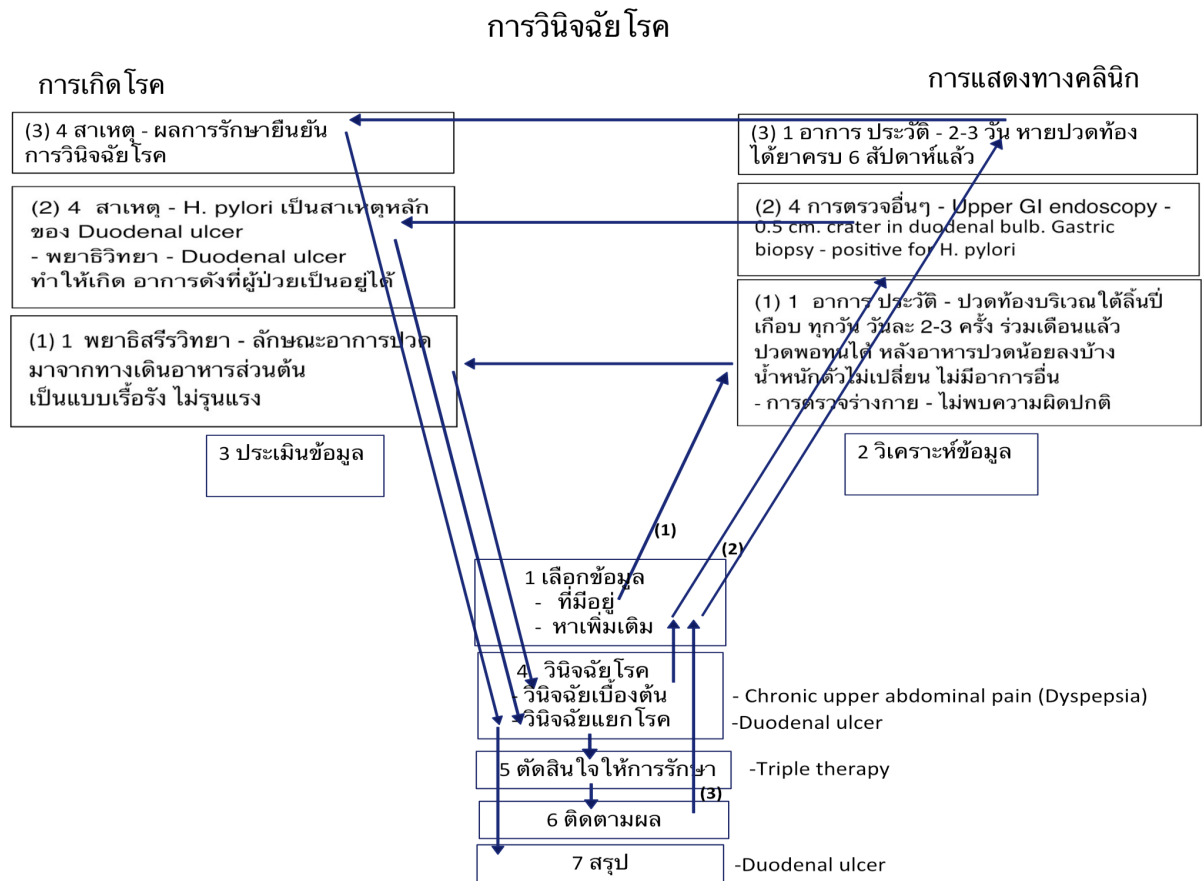 การวินิจฉัยโรค
การเกิดโรค
การแสดงทางคลินิก
(3) 4 สาเหตุ - ผลการรักษายืนยัน
การวินิจฉัยโรค
(3) 1 อาการ ประวัติ - 2-3 วัน หายปวดท้อง
ได้ยาครบ 6 สัปดาห์แล้ว
(2) 4 สาเหตุ - H. pylori เป็นสาเหตุหลัก
ของ Duodenal ulcer
- พยาธิวิทยา - Duodenal ulcer
ทำให้เกิด อาการดังที่ผู้ป่วยเป็นอยู่ได้
(2) 4 การตรวจอื่นๆ - Upper GI endoscopy -
0.5 cm. crater in duodenal bulb. Gastric
biopsy - positive for H. pylori
(1) 1 พยาธิสรีรวิทยา - ลักษณะอาการปวด
มาจากทางเดินอาหารส่วนต้น
เป็นแบบเรื้อรัง ไม่รุนแรง
(1) 1 อาการ ประวัติ - ปวดท้องบริเวณใต้ลิ้นปี่
เกือบ ทุกวัน วันละ 2-3 ครั้ง ร่วมเดือนแล้ว
ปวดพอทนได้ หลังอาหารปวดน้อยลงบ้าง
น้ำหนักตัวไม่เปลี่ยน ไม่มีอาการอื่น
- การตรวจร่างกาย - ไม่พบความผิดปกติ
3 ประเมินข้อมูล
2 วิเคราะห์ข้อมูล
(1)
(2)
1 เลือกข้อมูล
- ที่มีอยู่
- หาเพิ่มเติม
4 วินิจฉัยโรค
- วินิจฉัยเบื้องต้น
- วินิจฉัยแยกโรค
- Chronic upper abdominal pain (Dyspepsia)
-Duodenal ulcer
5 ตัดสินใจให้การรักษา
-Triple therapy
(3)
6 ติดตามผล
7 สรุป
-Duodenal ulcer